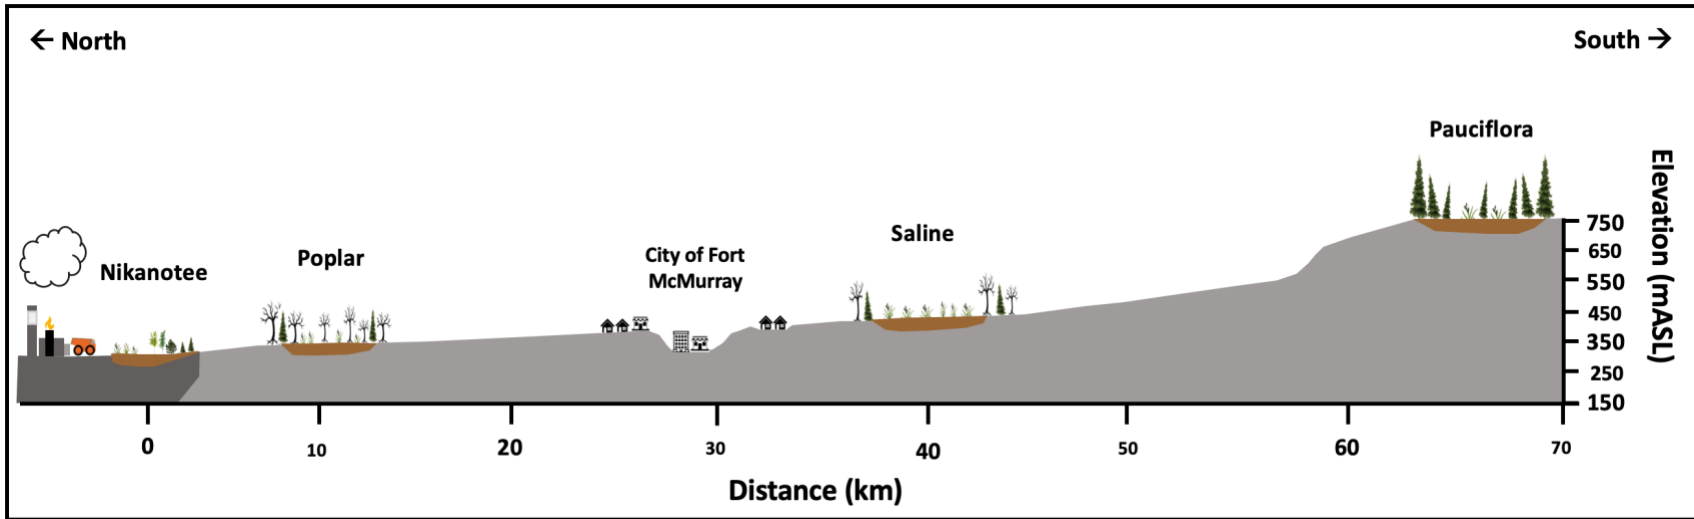 ← North
South →
Pauciflora
Saline
City of Fort
McMurray
Poplar
Nikanotee
Elevation (mASL)
750
650
550
450
350
250
150
0
10
20
30
40
50
60
70
Distance (km)